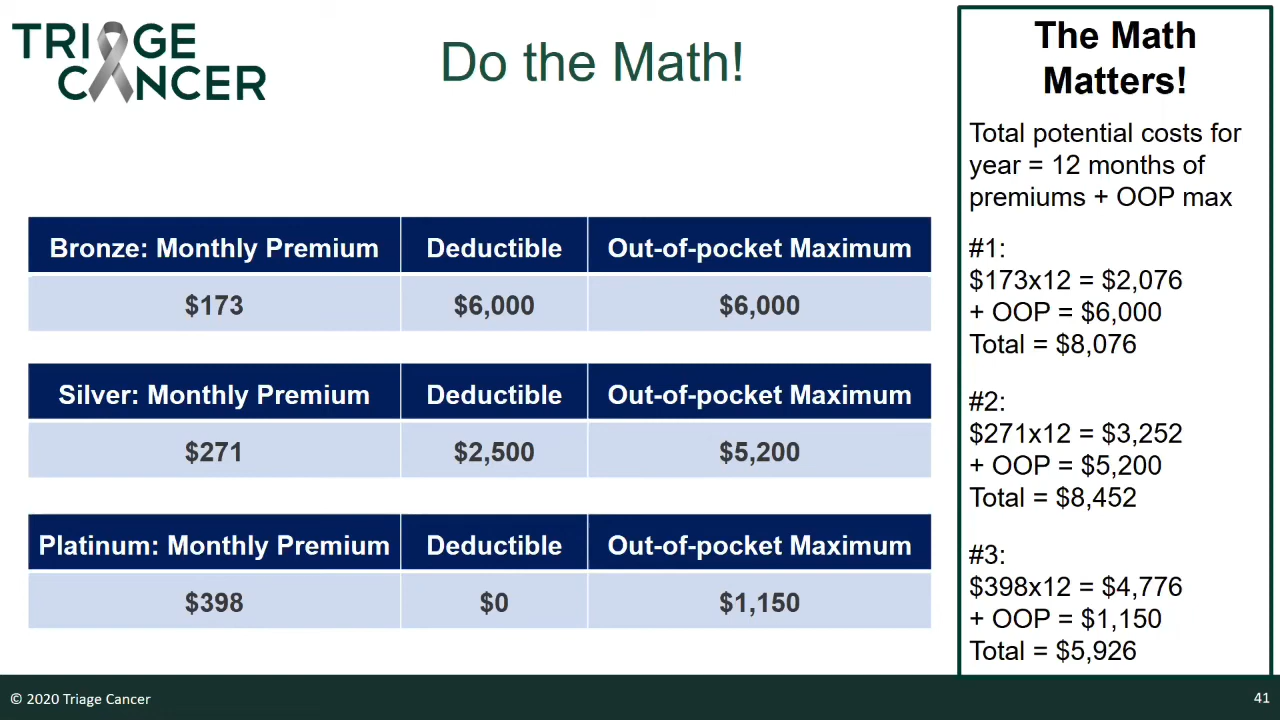 TRIAGE
CANCER
Do the Math!
Bronze: Monthly Premium Deductible Out-of-pocket Maximum
$173 $6,000 $6,000
Silver: Monthly Premium Deductible Out-of-pocket Maximum
$271 $2,500 $5,200
Platinum: Monthly Premium Deductible Out-of-pocket Maximum
$398 $0 $1,150
The Math
Matters!
Total potential costs for
year = 12 months of
premiums + OOP max
#1:
$173x12 = $2,076
+ OOP = $6,000
Total = $8,076
#2:
$271x12 = $3,252
+ OOP = $5,200
Total = $8,452
#3:
$398x12 = $4,776
+ OOP = $1,150
Total = $5,926
© 2020 Triage Cancer
41